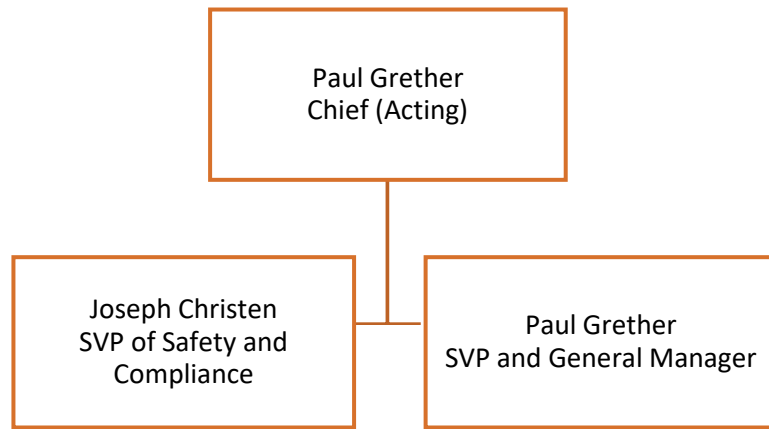 Paul Grether
Chief (Acting)
Joseph Christen
SVP of Safety and
Compliance
Paul Grether
SVP and General Manager